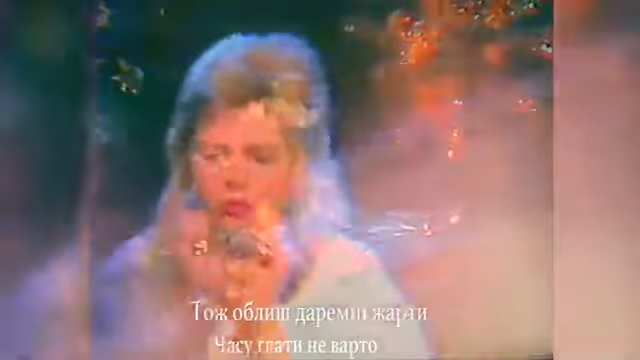 Тож облиш даремні жарти
Часу гаяти не варто